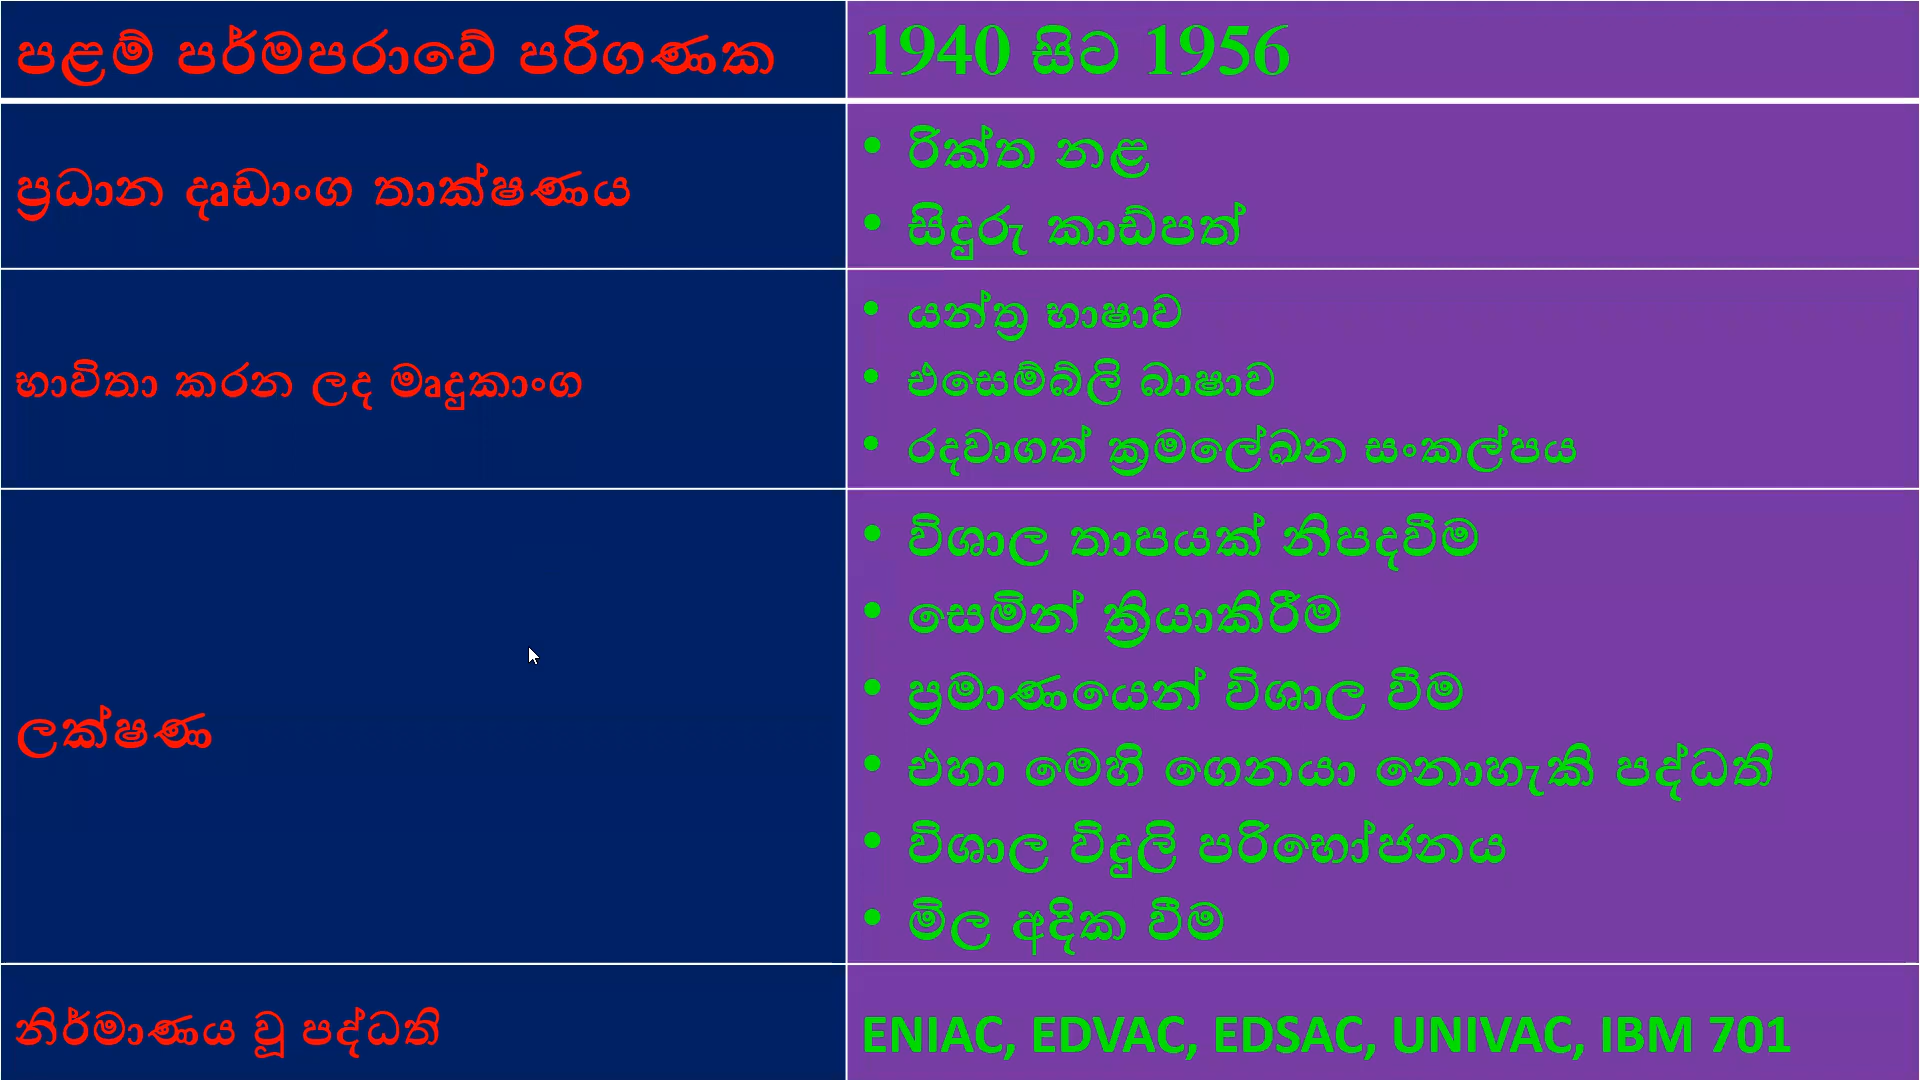 පළමු පර්මපරාවේ පරිගණක
1940 සිට 1956
ප්‍රධාන දෘඩාංග තාක්ෂණය
• රික්ත නළ
• සිදුරු කාඩ්පත්
භාවිතා කරන ලද මෘදුකාංග
• යන්ත්‍ර භාෂාව
• එසෙම්බ්ලි බාෂාව
• රදවාගත් ක්‍රමලේඛන සංකල්පය
ලක්ෂණ
• විශාල තාපයක් නිපදවීම
• සෙමින් ක්‍රියාකිරීම
• ප්‍රමාණයෙන් විශාල වීම
• එහා මෙහි ගෙනයා නොහැකි පද්ධති
• විශාල විදුලි පරිභෝජනය
• මිල අදික වීම
නිර්මාණය වූ පද්ධති
ENIAC, EDVAC, EDSAC, UNIVAC, IBM 701